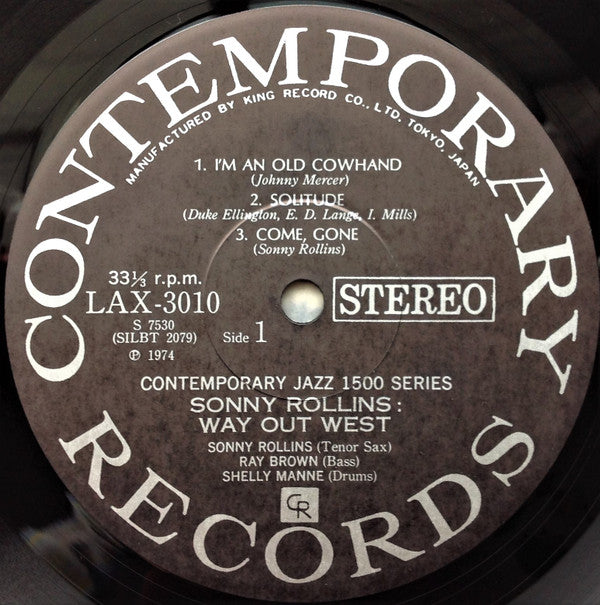 CONTEMPORARY
MANUFACTURED BY KING RECORD CO., LTD. TOKYO, JAPAN
1. I'M AN OLD COWHAND
(Johnny Mercer)
2. SOLITUDE
(Duke Ellington, E. D. Lange, I. Mills)
3. COME, GONE
(Sonny Rollins)
33⅓ r.p.m.
LAX-3010
STEREO
S 7530
(SILBT 2079)
Side 1
℗ 1974
CONTEMPORARY JAZZ 1500 SERIES
SONNY ROLLINS:
WAY OUT WEST
SONNY ROLLINS (Tenor Sax)
RAY BROWN (Bass)
SHELLY MANNE (Drums)
CR
RECORDS